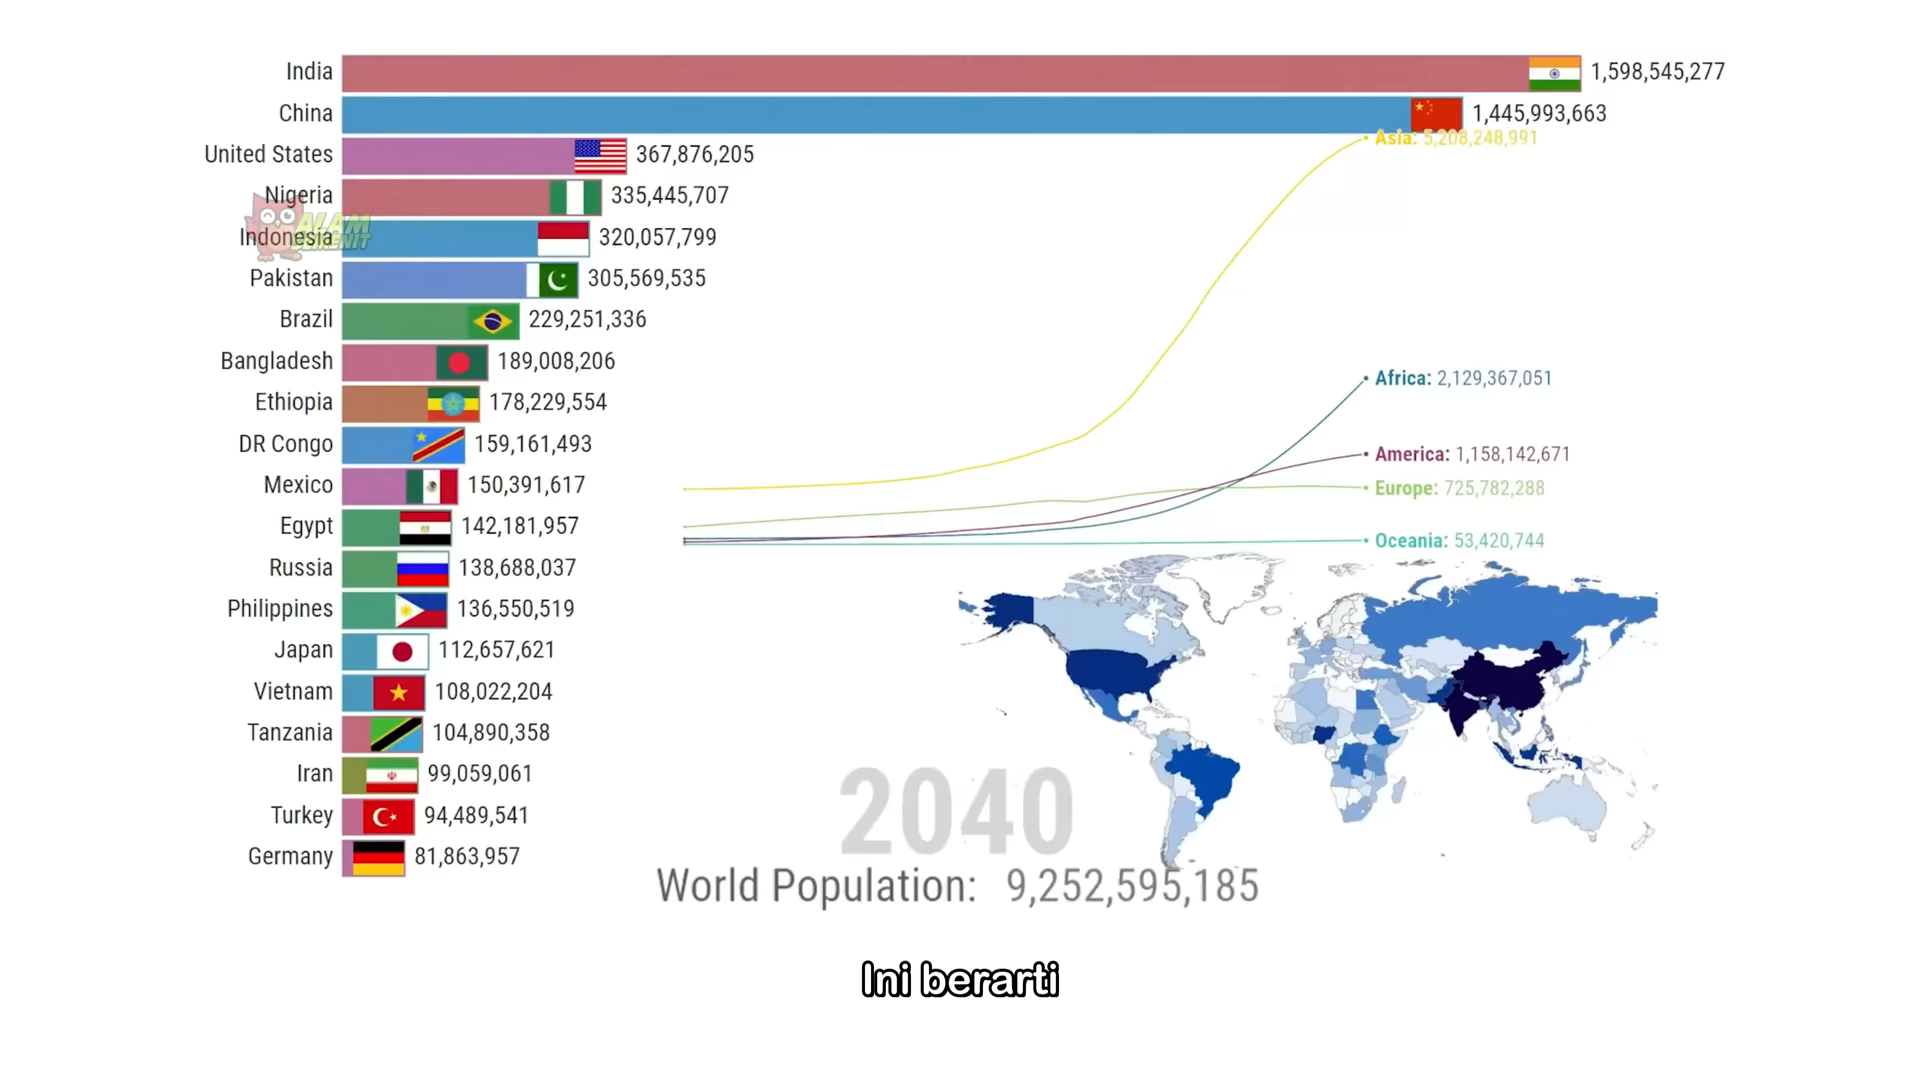 India 1,598,545,277
China 1,445,993,663
Asia: 5,208,248,991
United States 367,876,205
Nigeria 335,445,707
ALAM
Indonesia 320,057,799
Pakistan 305,569,535
Brazil 229,251,336
Bangladesh 189,008,206
Africa: 2,129,367,051
Ethiopia 178,229,554
DR Congo 159,161,493
America: 1,158,142,671
Mexico 150,391,617
Europe: 725,782,288
Egypt 142,181,957
Oceania: 53,420,744
Russia 138,688,037
Philippines 136,550,519
Japan 112,657,621
Vietnam 108,022,204
Tanzania 104,890,358
Iran 99,059,061
Turkey 94,489,541
Germany 81,863,957
2040
World Population: 9,252,595,185
Ini berarti